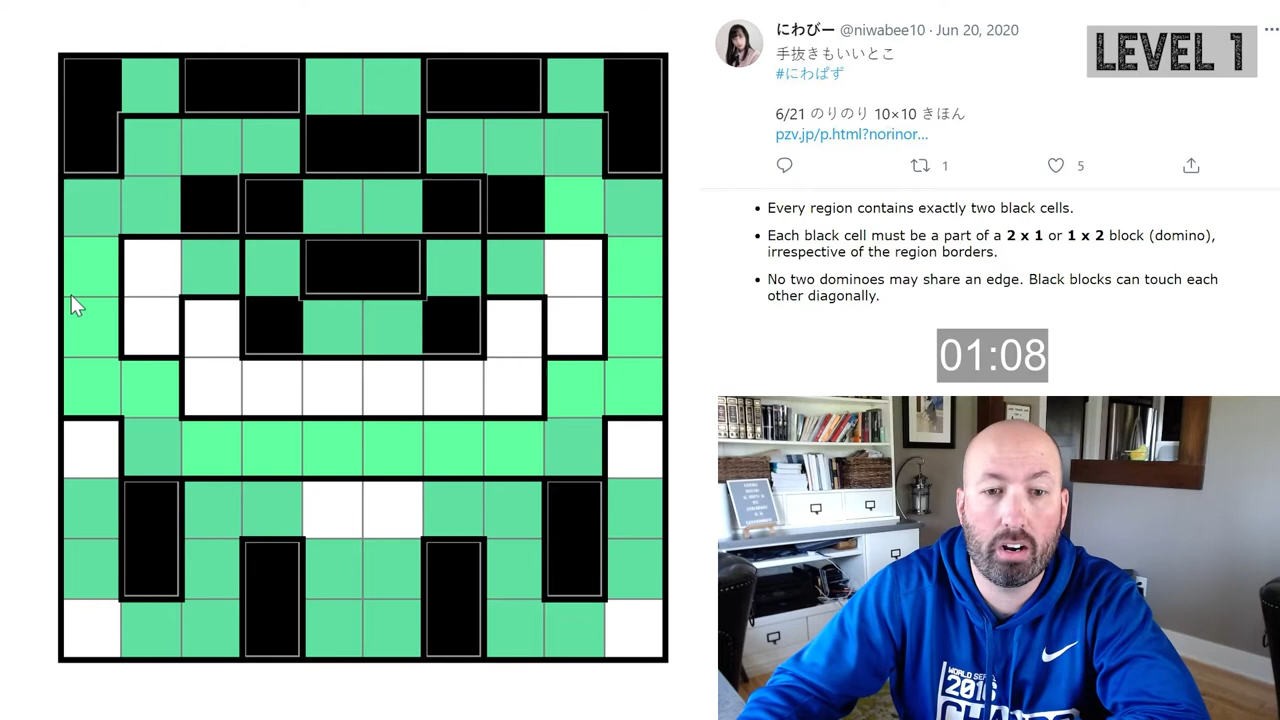 にわびー @niwabee10 · Jun 20, 2020
手抜きもいいとこ
#にわぱず
6/21 のりのり 10×10 きほん
pzv.jp/p.html?norinor...
1
5
LEVEL 1
• Every region contains exactly two black cells.
• Each black cell must be a part of a 2 x 1 or 1 x 2 block (domino),
irrespective of the region borders.
• No two dominoes may share an edge. Black blocks can touch each
other diagonally.
01:08
WORLD SERIES
2016
CHAMP